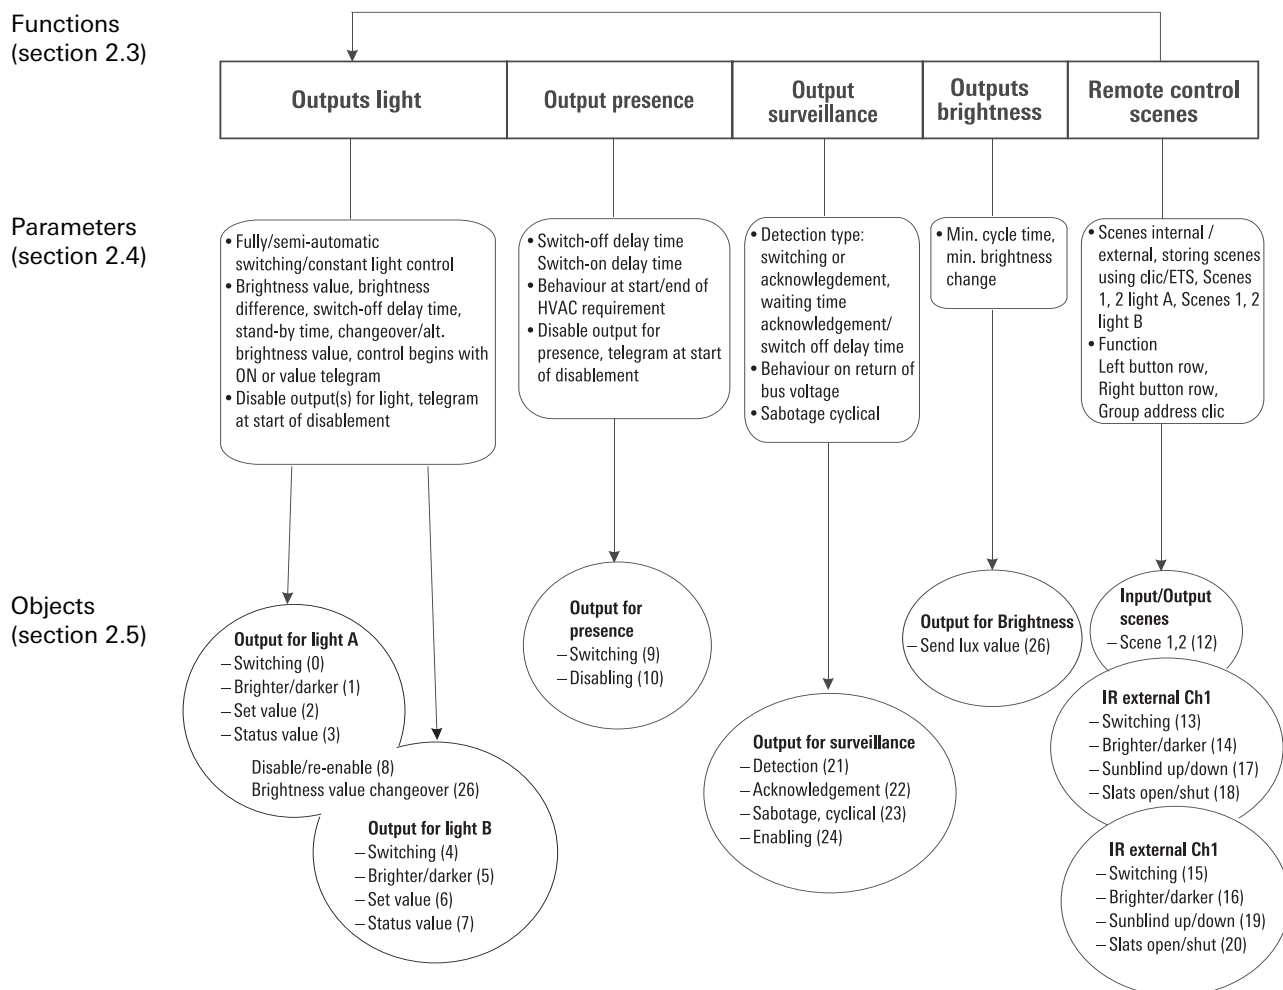 Functions
(section 2.3)
Outputs light
Output presence
Output
surveillance
Outputs
brightness
Remote control
scenes
Parameters
(section 2.4)
• Fully/semi-automatic
switching/constant light control
• Brightness value, brightness
difference, switch-off delay time,
stand-by time, changeover/alt.
brightness value, control begins with
ON or value telegram
• Disable output(s) for light, telegram
at start of disablement
• Switch-off delay time
Switch-on delay time
• Behaviour at start/end of
HVAC requirement
• Disable output for
presence, telegram at start
of disablement
• Detection type:
switching or
acknowlegdement,
waiting time
acknowledgement/
switch off delay time
• Behaviour on return of
bus voltage
• Sabotage cyclical
• Min. cycle time,
min. brightness
change
• Scenes internal /
external, storing scenes
using clic/ETS, Scenes
1, 2 light A, Scenes 1, 2
light B
• Function
Left button row,
Right button row,
Group address clic
Objects
(section 2.5)
Output for light A
– Switching (0)
– Brighter/darker (1)
– Set value (2)
– Status value (3)
Disable/re-enable (8)
Brightness value changeover (26)
Output for light B
– Switching (4)
– Brighter/darker (5)
– Set value (6)
– Status value (7)
Output for
presence
– Switching (9)
– Disabling (10)
Output for surveillance
– Detection (21)
– Acknowledgement (22)
– Sabotage, cyclical (23)
– Enabling (24)
Output for Brightness
– Send lux value (26)
Input/Output
scenes
– Scene 1,2 (12)
IR external Ch1
– Switching (13)
– Brighter/darker (14)
– Sunblind up/down (17)
– Slats open/shut (18)
IR external Ch1
– Switching (15)
– Brighter/darker (16)
– Sunblind up/down (19)
– Slats open/shut (20)